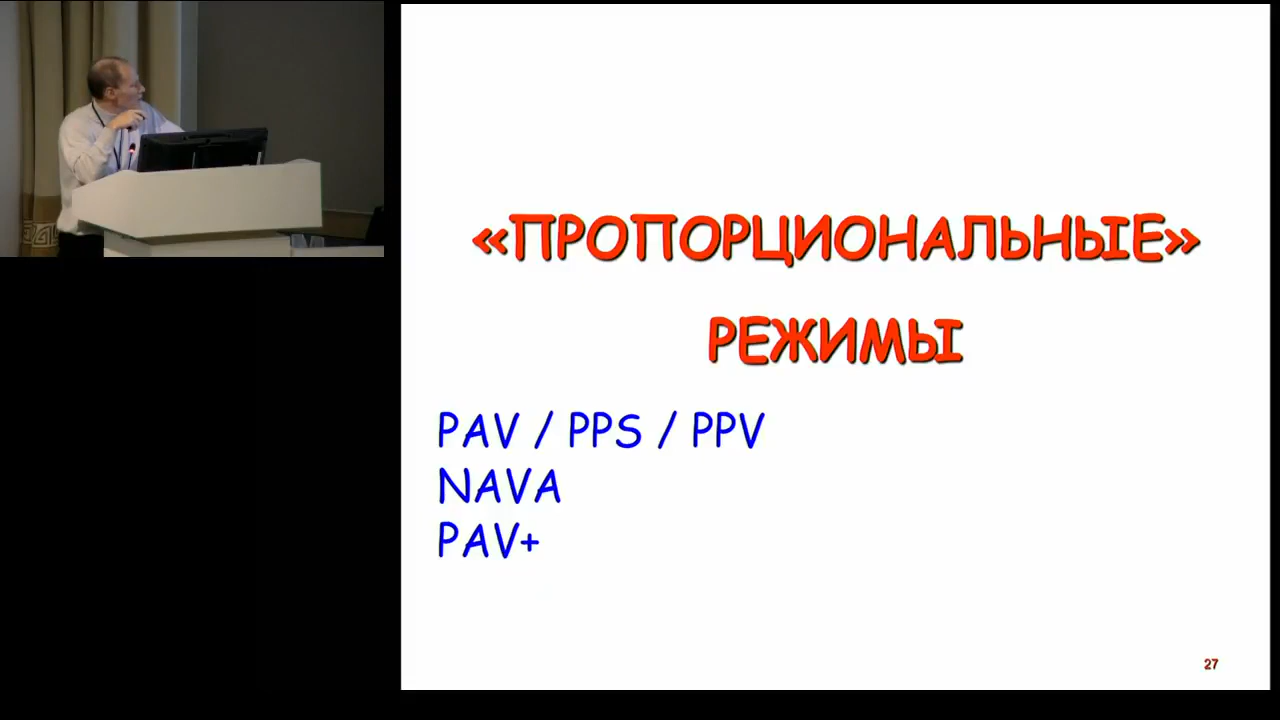 «ПРОПОРЦИОНАЛЬНЫЕ»
РЕЖИМЫ
PAV / PPS / PPV
NAVA
PAV+
27